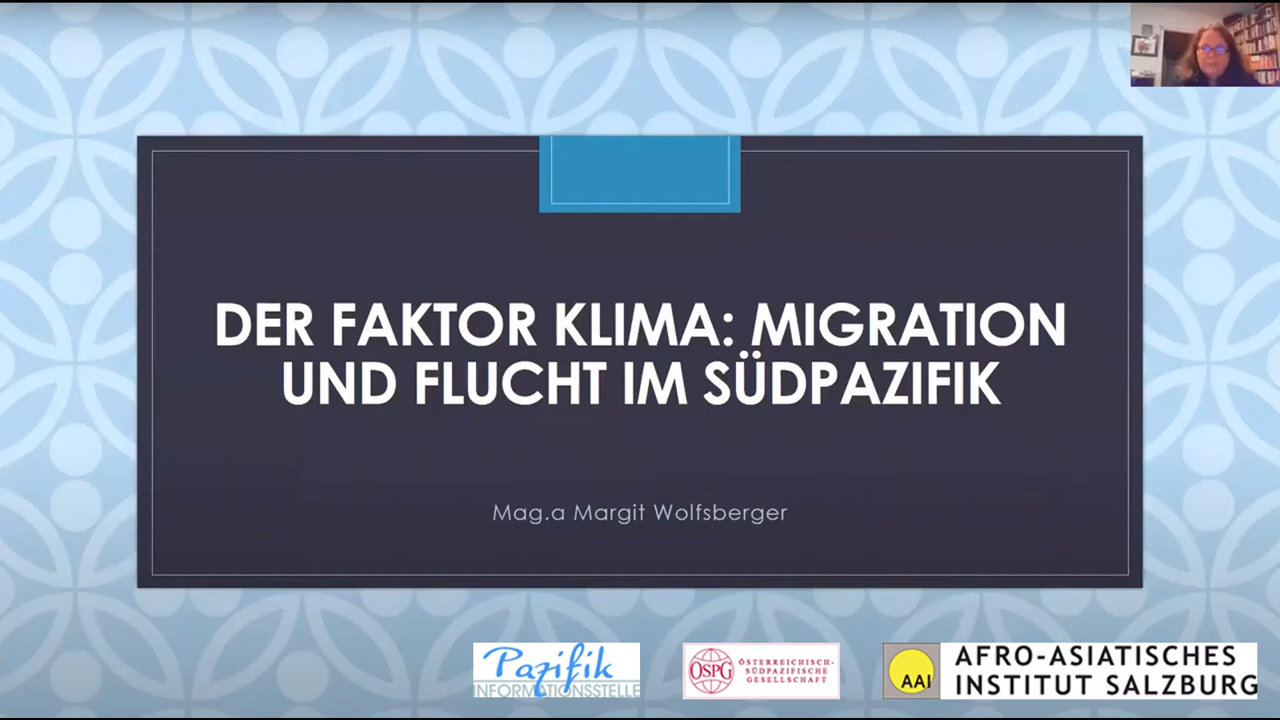 DER FAKTOR KLIMA: MIGRATION
UND FLUCHT IM SÜDPAZIFIK
Mag.a Margit Wolfsberger
Pazifik
INFORMATIONSSTELLE
OSPG
ÖSTERREICHISCH-
SÜDPAZIFISCHE
GESELLSCHAFT
AAI
AFRO-ASIATISCHES
INSTITUT SALZBURG